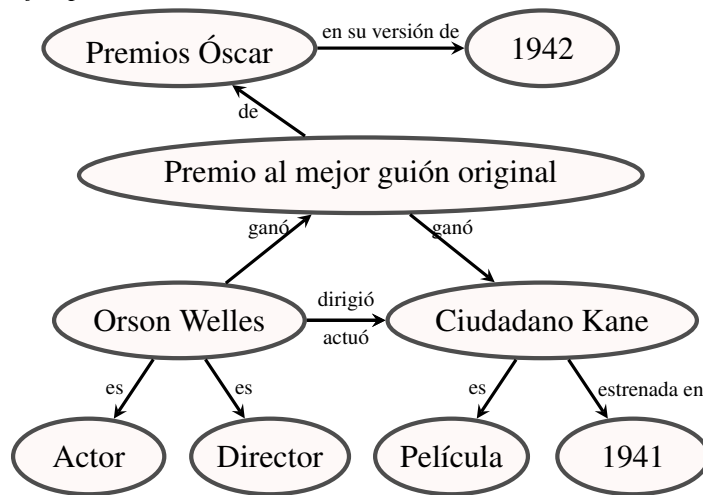 Premios Óscar
en su versión de
1942
de
Premio al mejor guión original
ganó
ganó
Orson Welles
dirigió
actuó
Ciudadano Kane
es
es
es
estrenada en
Actor
Director
Película
1941